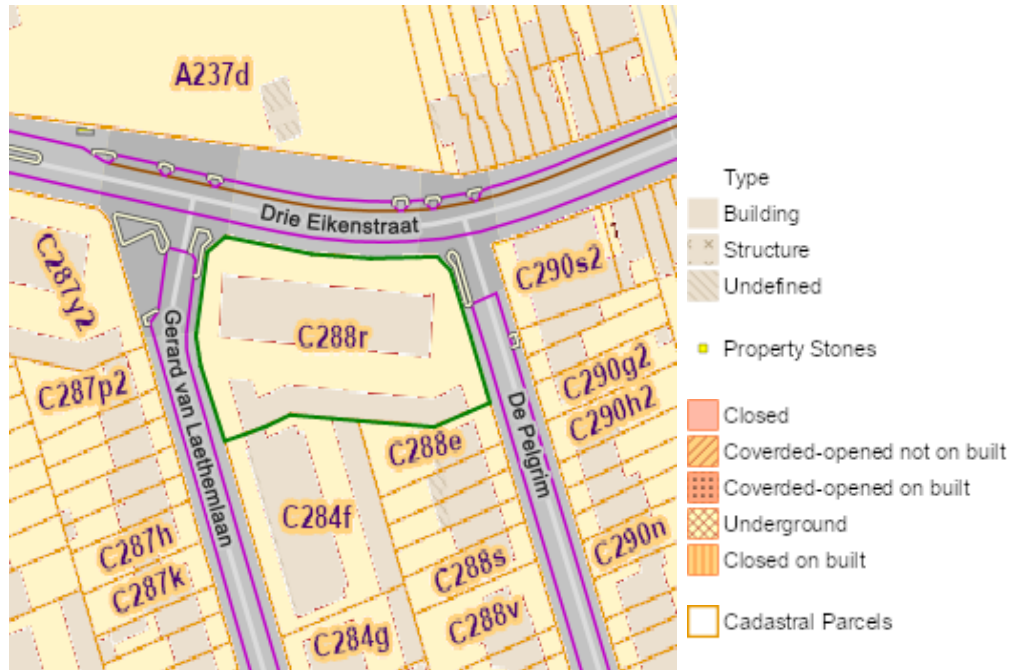 A237d
Drie Eikenstraat
C287y2
C290s2
C288r
Gerard van Laethemlaan
C287p2
C290g2
C290h2
De Pelgrim
C288e
C284f
C287h
C290n
C287k
C288s
C288v
C284g
Type
Building
Structure
Undefined
Property Stones
Closed
Coverded-opened not on built
Coverded-opened on built
Underground
Closed on built
Cadastral Parcels